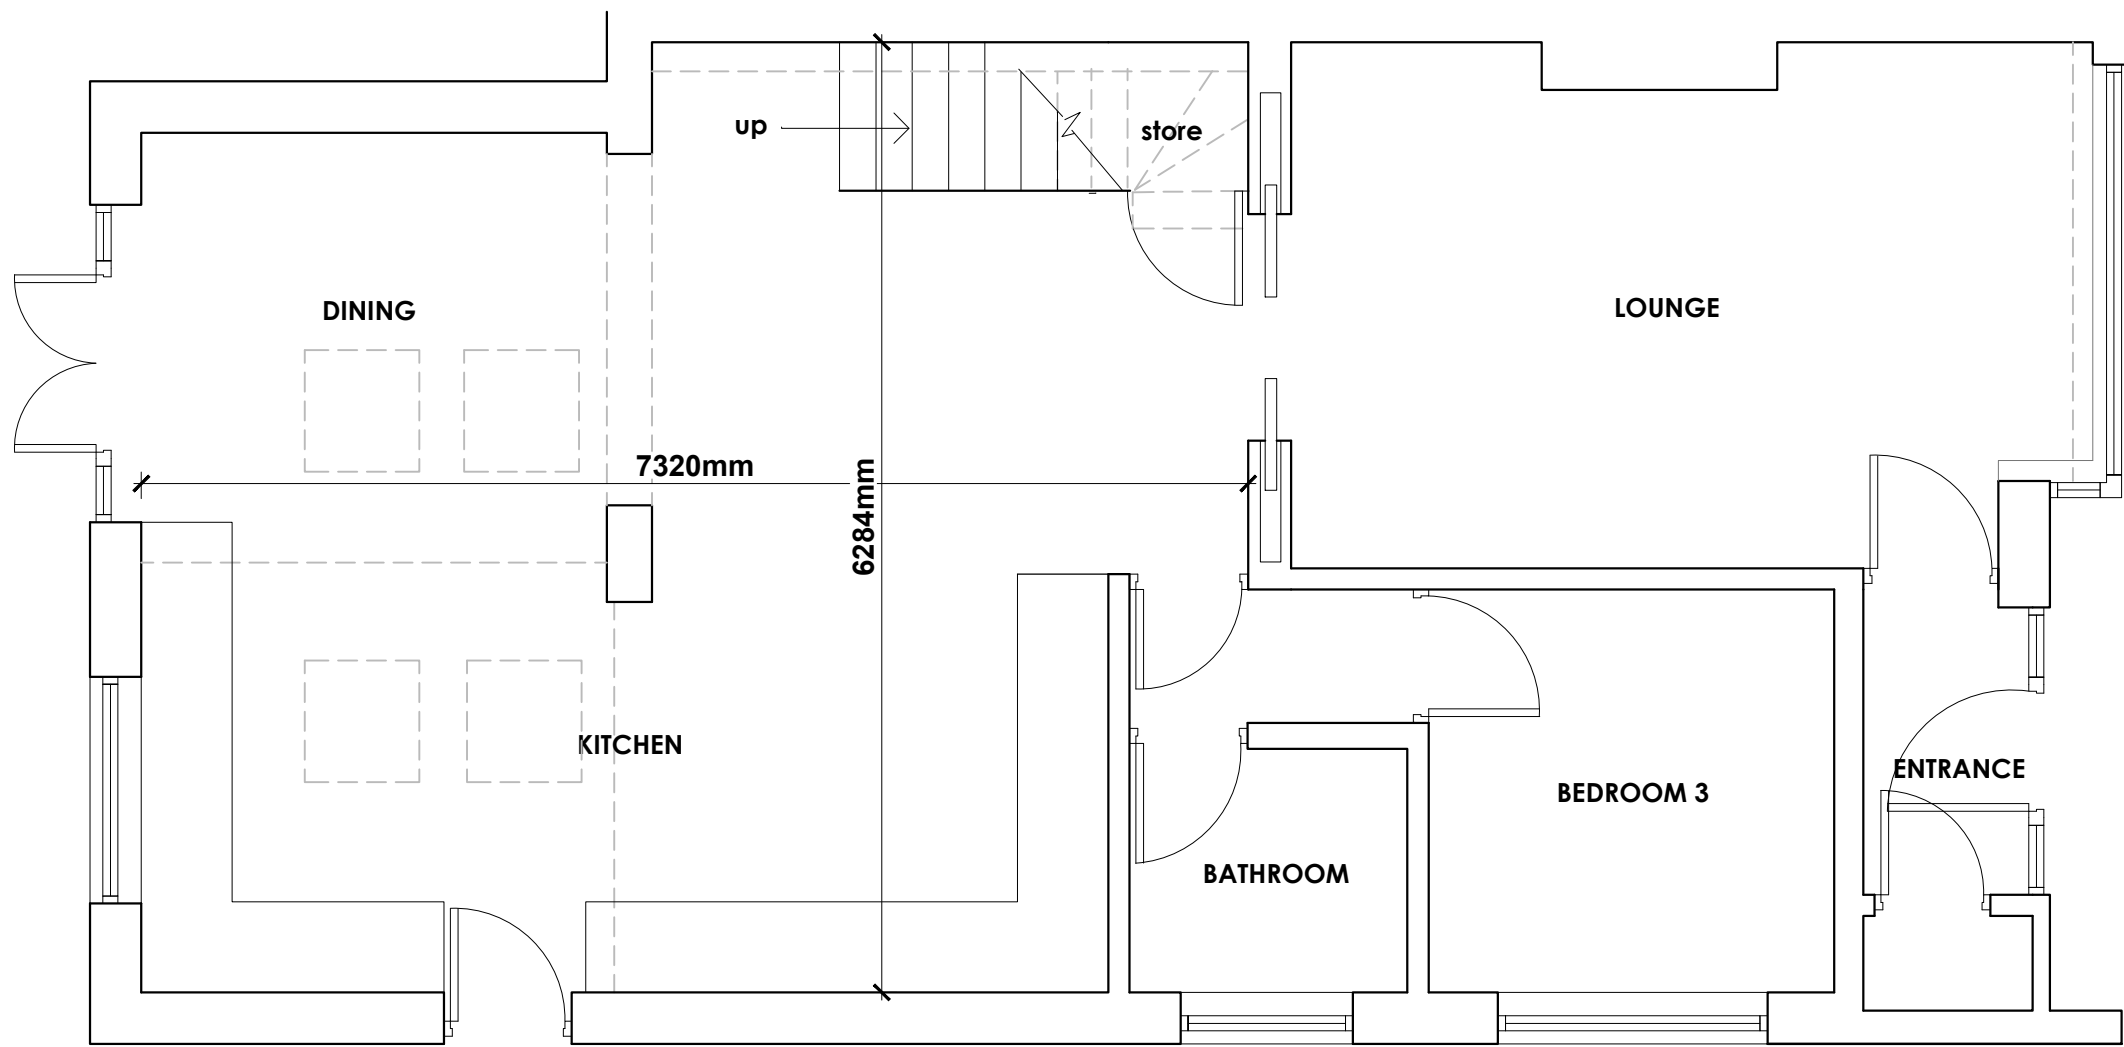 up
store
DINING
LOUNGE
7320mm
6284mm
KITCHEN
ENTRANCE
BEDROOM 3
BATHROOM